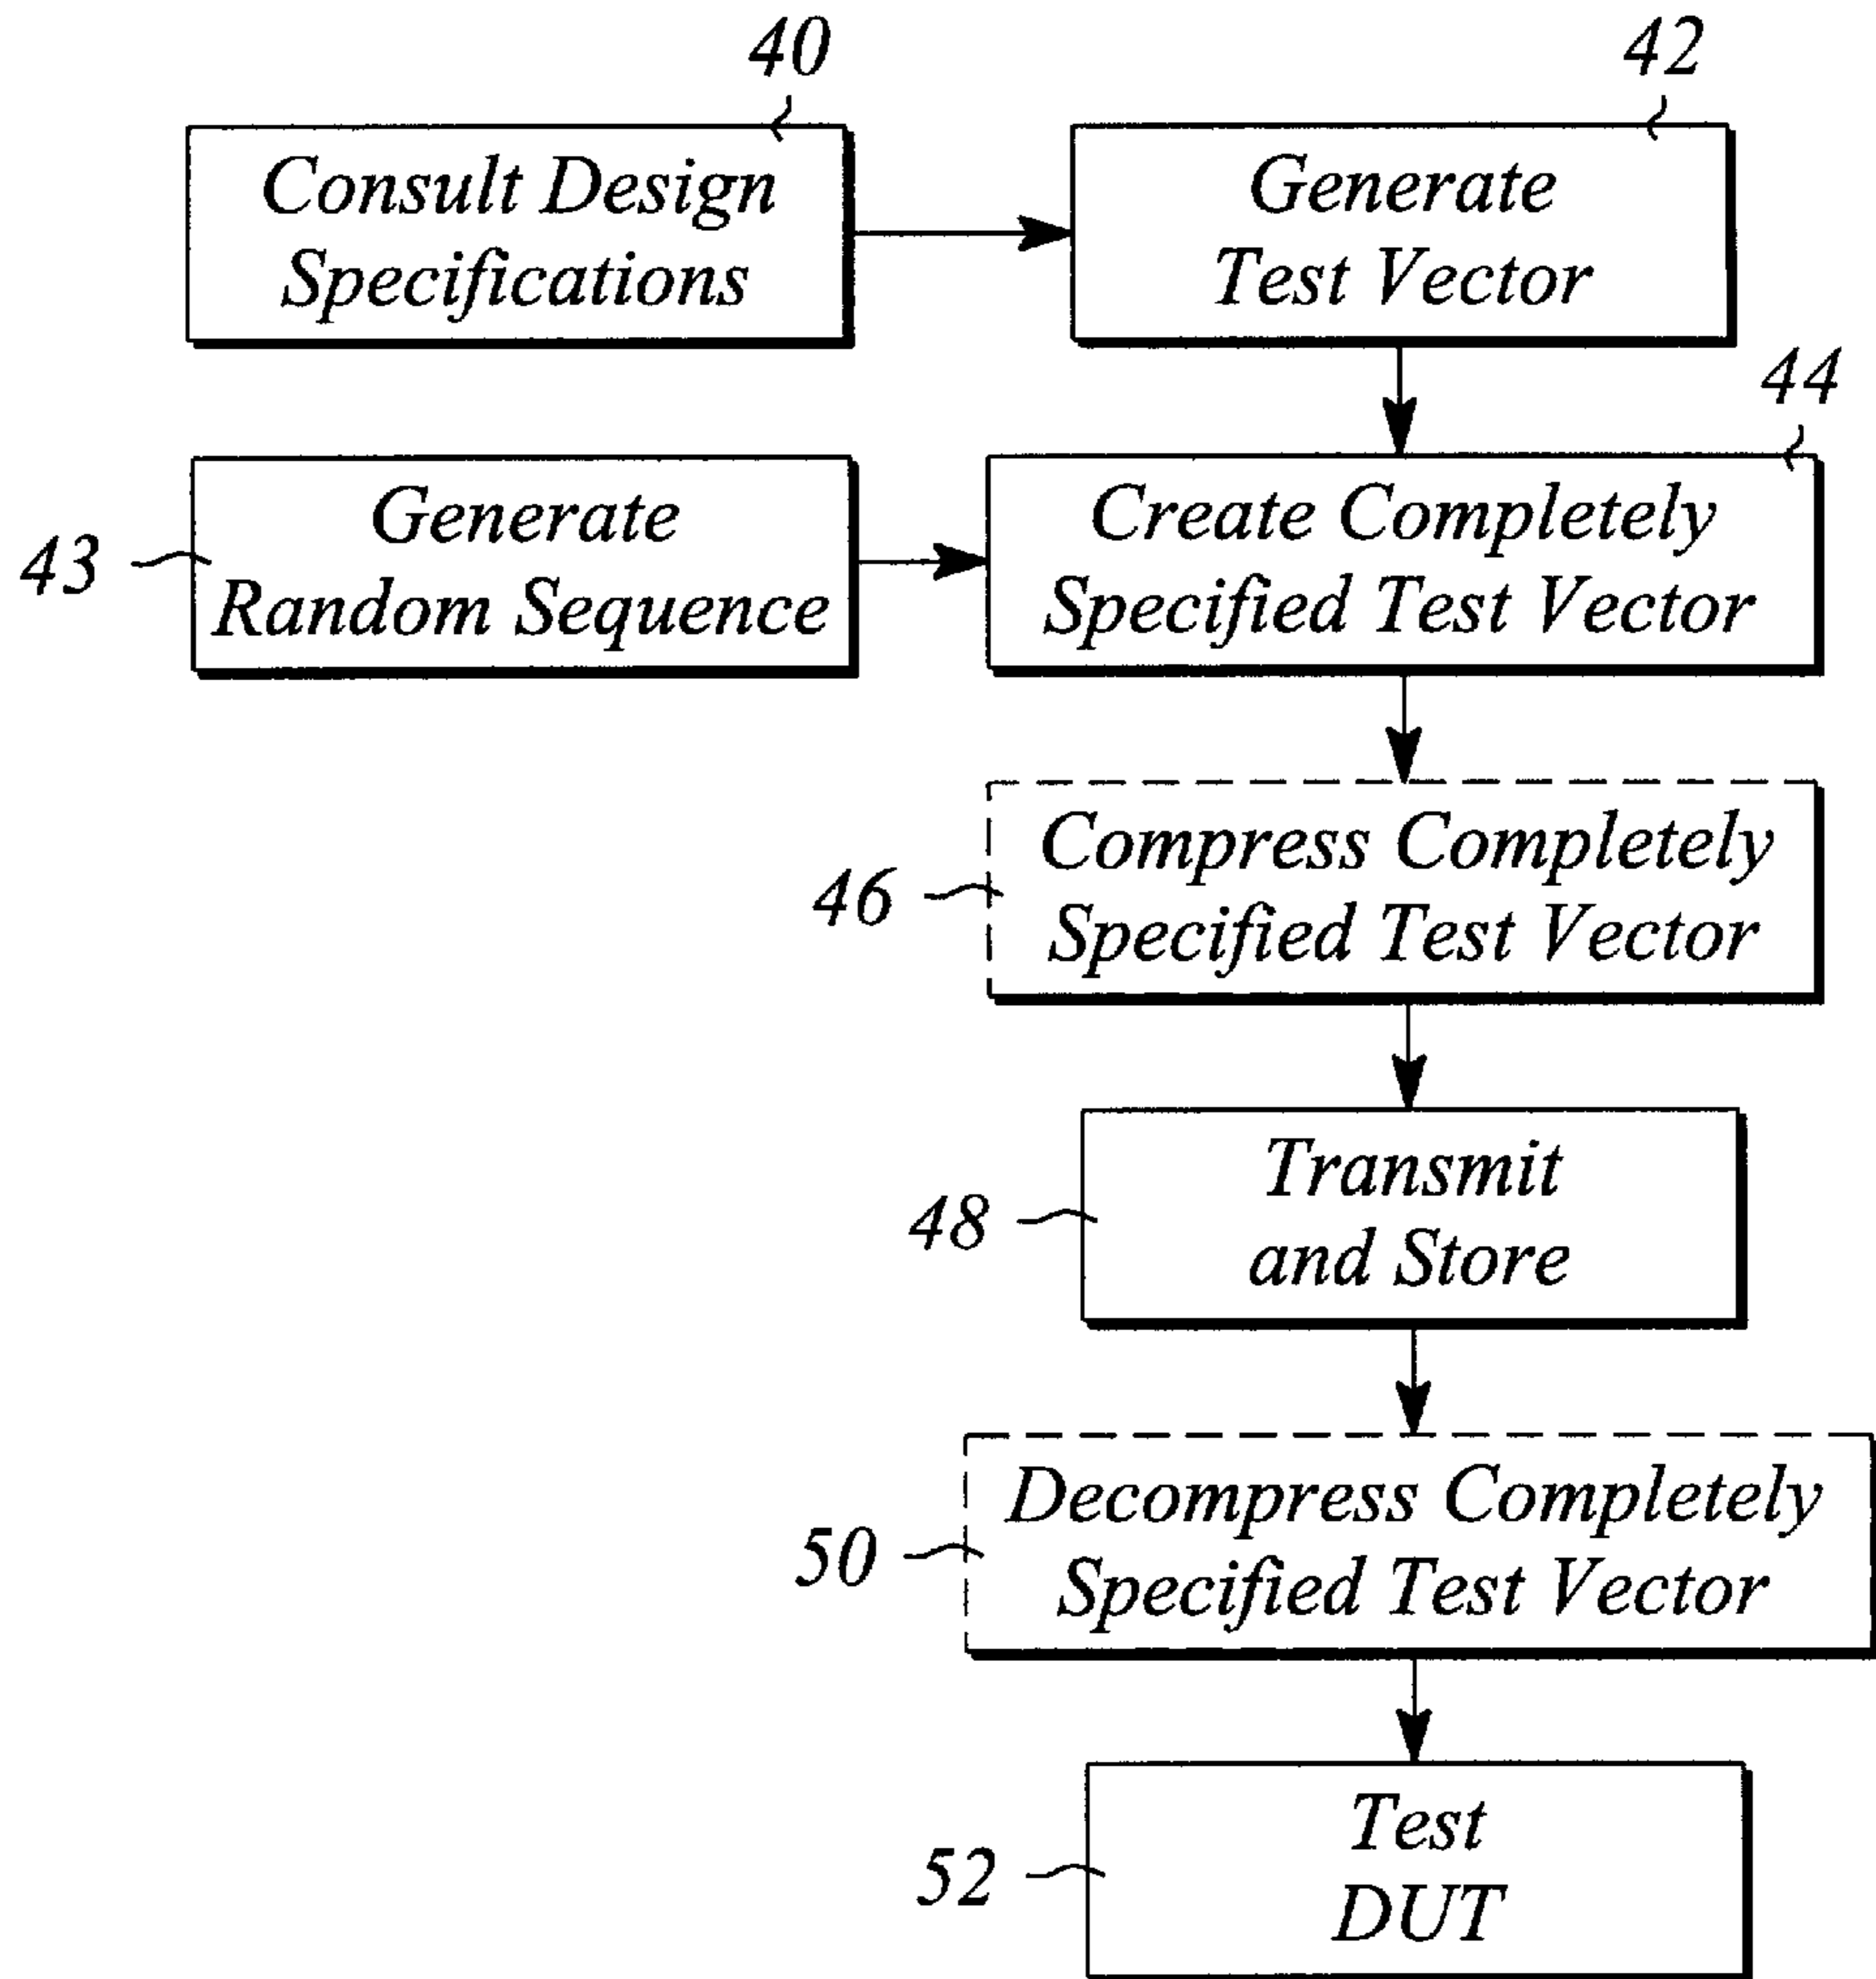 40
Consult Design
Specifications
42
Generate
Test Vector
43
Generate
Random Sequence
44
Create Completely
Specified Test Vector
46
Compress Completely
Specified Test Vector
48
Transmit
and Store
50
Decompress Completely
Specified Test Vector
52
Test
DUT